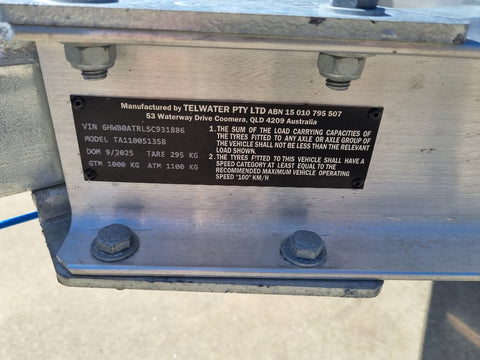 Manufactured by TELWATER PTY LTD ABN 15 010 795 507
53 Waterway Drive Coomera, QLD 4209 Australia
VIN 6HWB0ATRLSC931886
MODEL TA1100S13SB
DOM 9/2025 TARE 295 KG
GTM 1000 KG ATM 1100 KG
1.THE SUM OF THE LOAD CARRYING CAPACITIES OF
THE TYRES FITTED TO ANY AXLE OR AXLE GROUP OF
THE VEHICLE SHALL NOT BE LESS THAN THE RELEVANT
LOAD SHOWN.
2.THE TYRES FITTED TO THIS VEHICLE SHALL HAVE A
SPEED CATEGORY AT LEAST EQUAL TO THE
RECOMMENDED MAXIMUM VEHICLE OPERATING
SPEED "100" KM/H